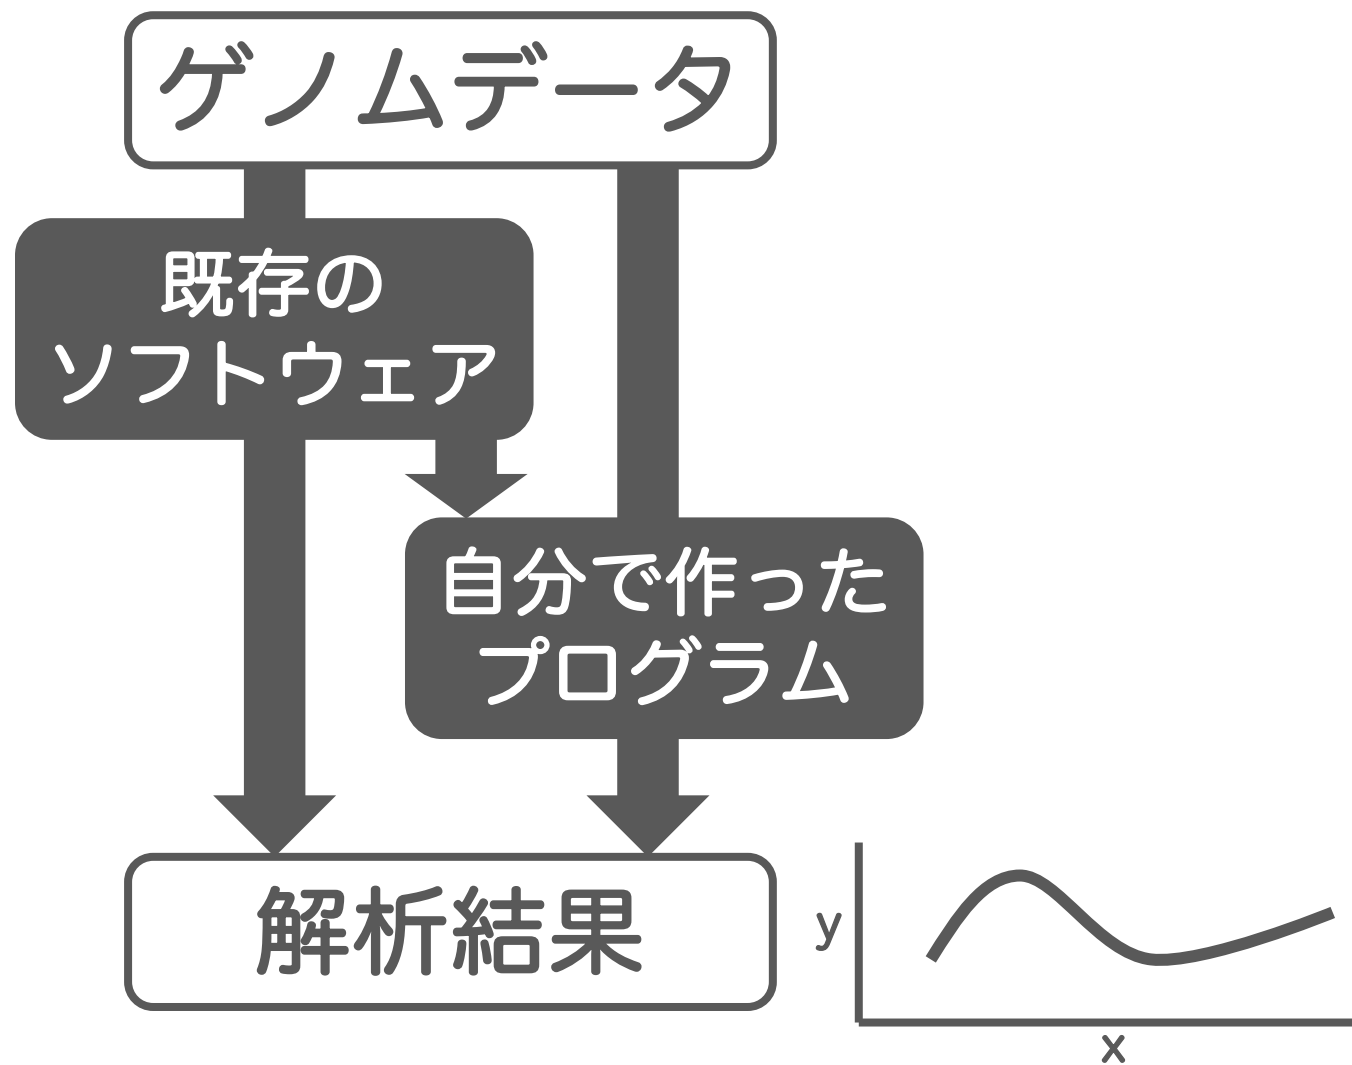 ゲノムデータ
既存の
ソフトウェア
自分で作った
プログラム
解析結果
y
x